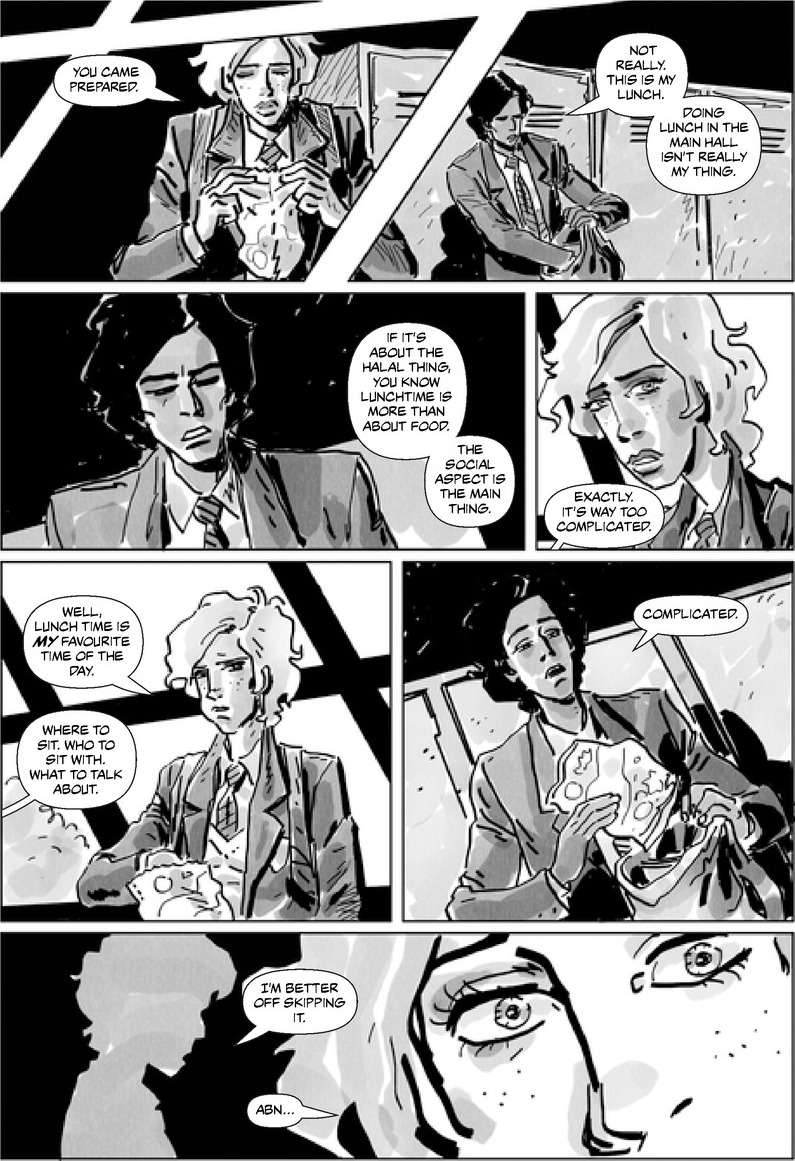 YOU CAME
PREPARED.
NOT
REALLY.
THIS IS MY
LUNCH.
DOING
LUNCH IN THE
MAIN HALL
ISN'T REALLY
MY THING.
IF IT'S
ABOUT THE
HALAL THING,
YOU KNOW
LUNCHTIME IS
MORE THAN
ABOUT FOOD.
THE
SOCIAL
ASPECT IS
THE MAIN
THING.
EXACTLY.
IT'S WAY TOO
COMPLICATED.
WELL,
LUNCH TIME IS
MY FAVOURITE
TIME OF THE
DAY.
WHERE TO
SIT. WHO TO
SIT WITH.
WHAT TO TALK
ABOUT.
COMPLICATED.
I'M BETTER
OFF SKIPPING
IT.
ABN...